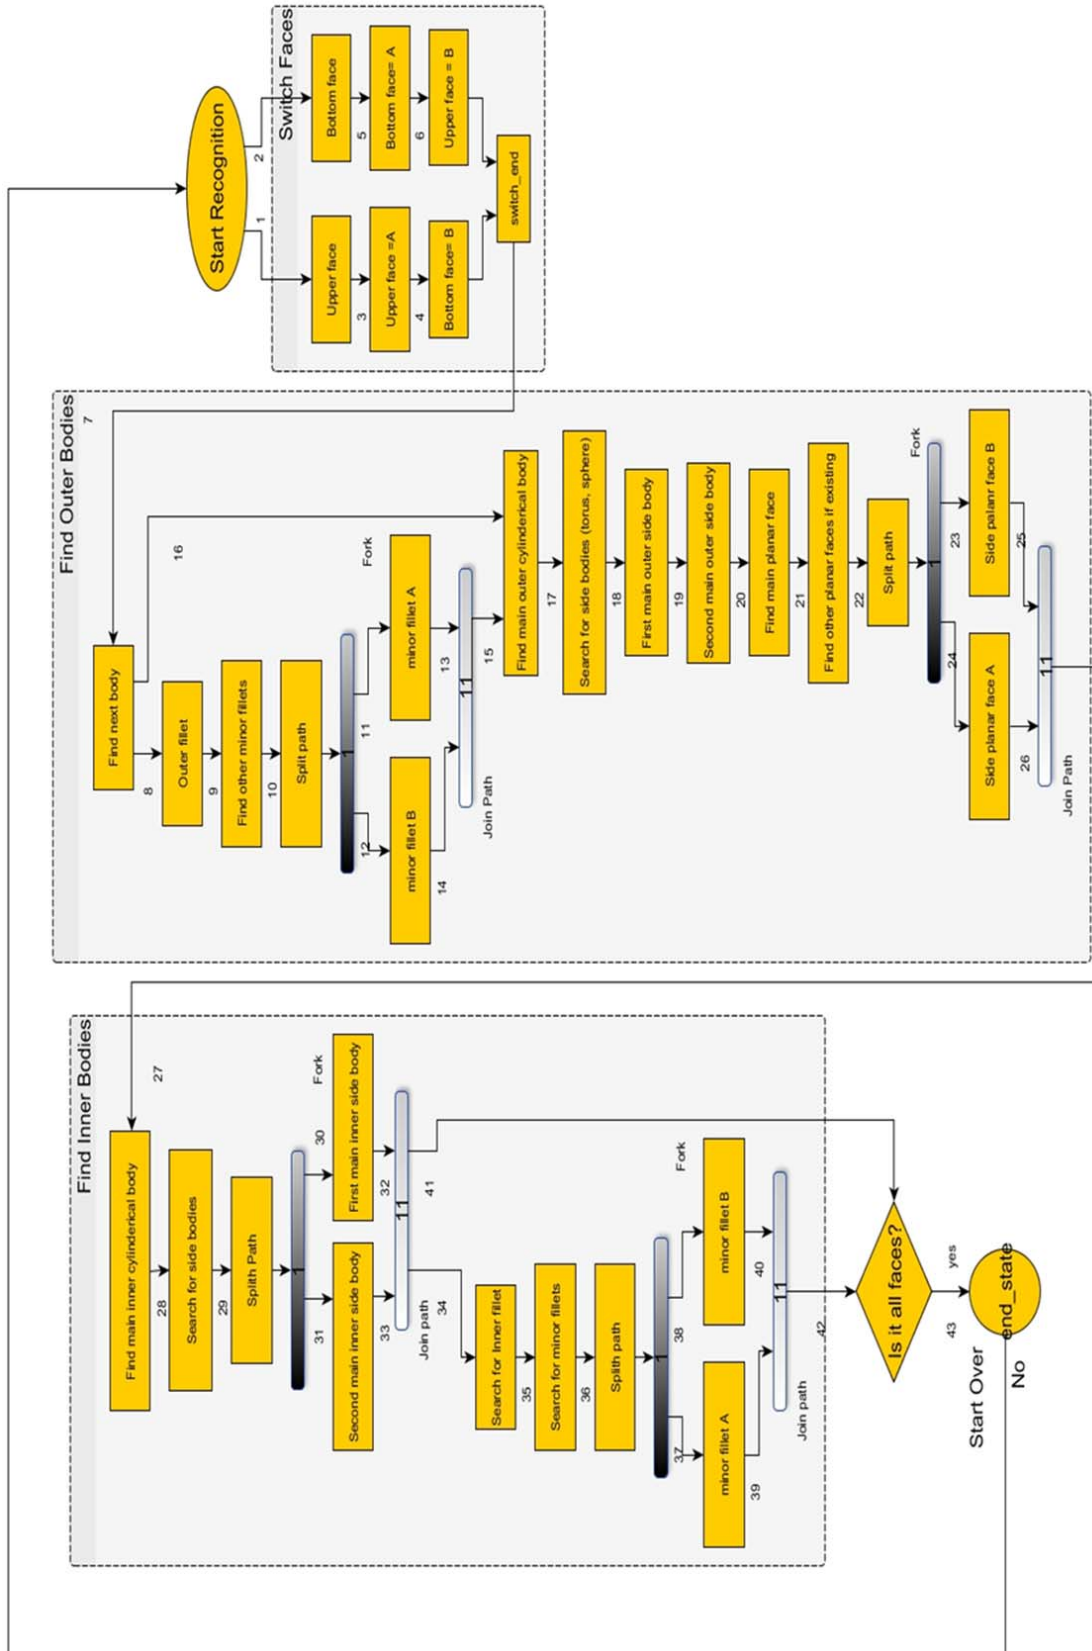 Start Recognition
1
2
Switch Faces
Upper face
Bottom face
3
5
Upper face =A
Bottom face= A
4
6
Bottom face= B
Upper face = B
switch_end
Find Outer Bodies
7
Find next body
8
16
Outer fillet
9
Find other minor fillets
10
Split path
1
Fork
12
11
minor fillet B
minor fillet A
14
13
11
Join Path
15
Find main outer cylinderical body
17
Search for side bodies (torus, sphere)
18
First main outer side body
19
Second main outer side body
20
Find main planar face
21
Find other planar faces if existing
22
Split path
Fork
1
24
23
Side planar face A
Side palanr face B
26
25
11
Join Path
Find Inner Bodies
27
Find main inner cylinderical body
28
Search for side bodies
29
Splith Path
1
Fork
31
30
Second main inner side body
First main inner side body
33
32
11
Join path
34
41
Search for Inner fillet
35
Search for minor fillets
36
Splith path
1
Fork
37
38
minor fillet A
minor fillet B
39
40
11
Join path
42
Is it all faces?
43
yes
Start Over
end_state
No